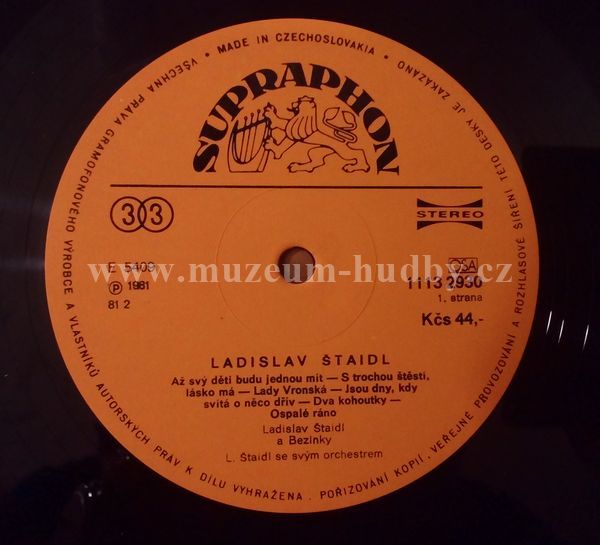 VŠECHNA PRÁVA GRAMOFONOVÉHO VÝROBCE A VLASTNÍKŮ AUTORSKÝCH PRÁV K DÍLU VYHRAŽENA. POŘIZOVÁNÍ KOPIÍ, VEŘEJNÉ PROVOZOVÁNÍ A ROZHLASOVÉ ŠÍŘENÍ TÉTO DESKY JE ZAKÁZÁNO
• MADE IN CZECHOSLOVAKIA •
SUPRAPHON
33
STEREO
E 5409
Ⓟ 1981
81 2
OSA
1113 2950
1. strana
Kčs 44,-
www.muzeum-hudby.cz
LADISLAV ŠTAIDL
Až svý děti budu jednou mít — S trochou štěstí,
lásko má — Lady Vronská — Jsou dny, kdy
svítá o něco dřív — Dva kohoutky —
Ospalé ráno
Ladislav Štaidl
a Bezinky
L. Štaidl se svým orchestrem